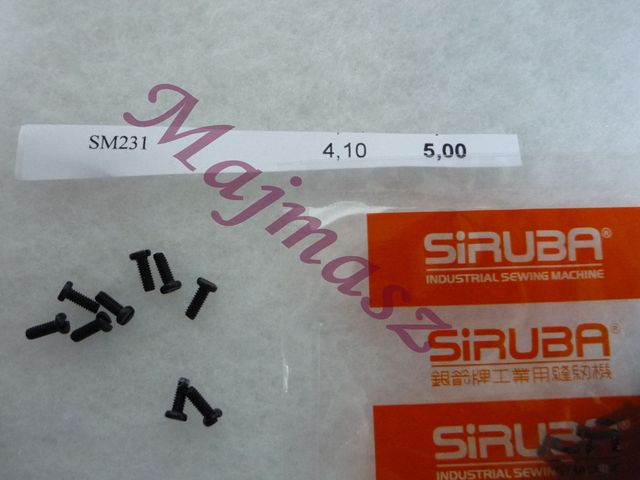 SM231 4,10 5,00
Majmasz
SiRUBA®
INDUSTRIAL SEWING MACHINE
SiRUBA®
銀箭牌工業用縫紉機
SiRUBA
INDUSTRIAL SEWING